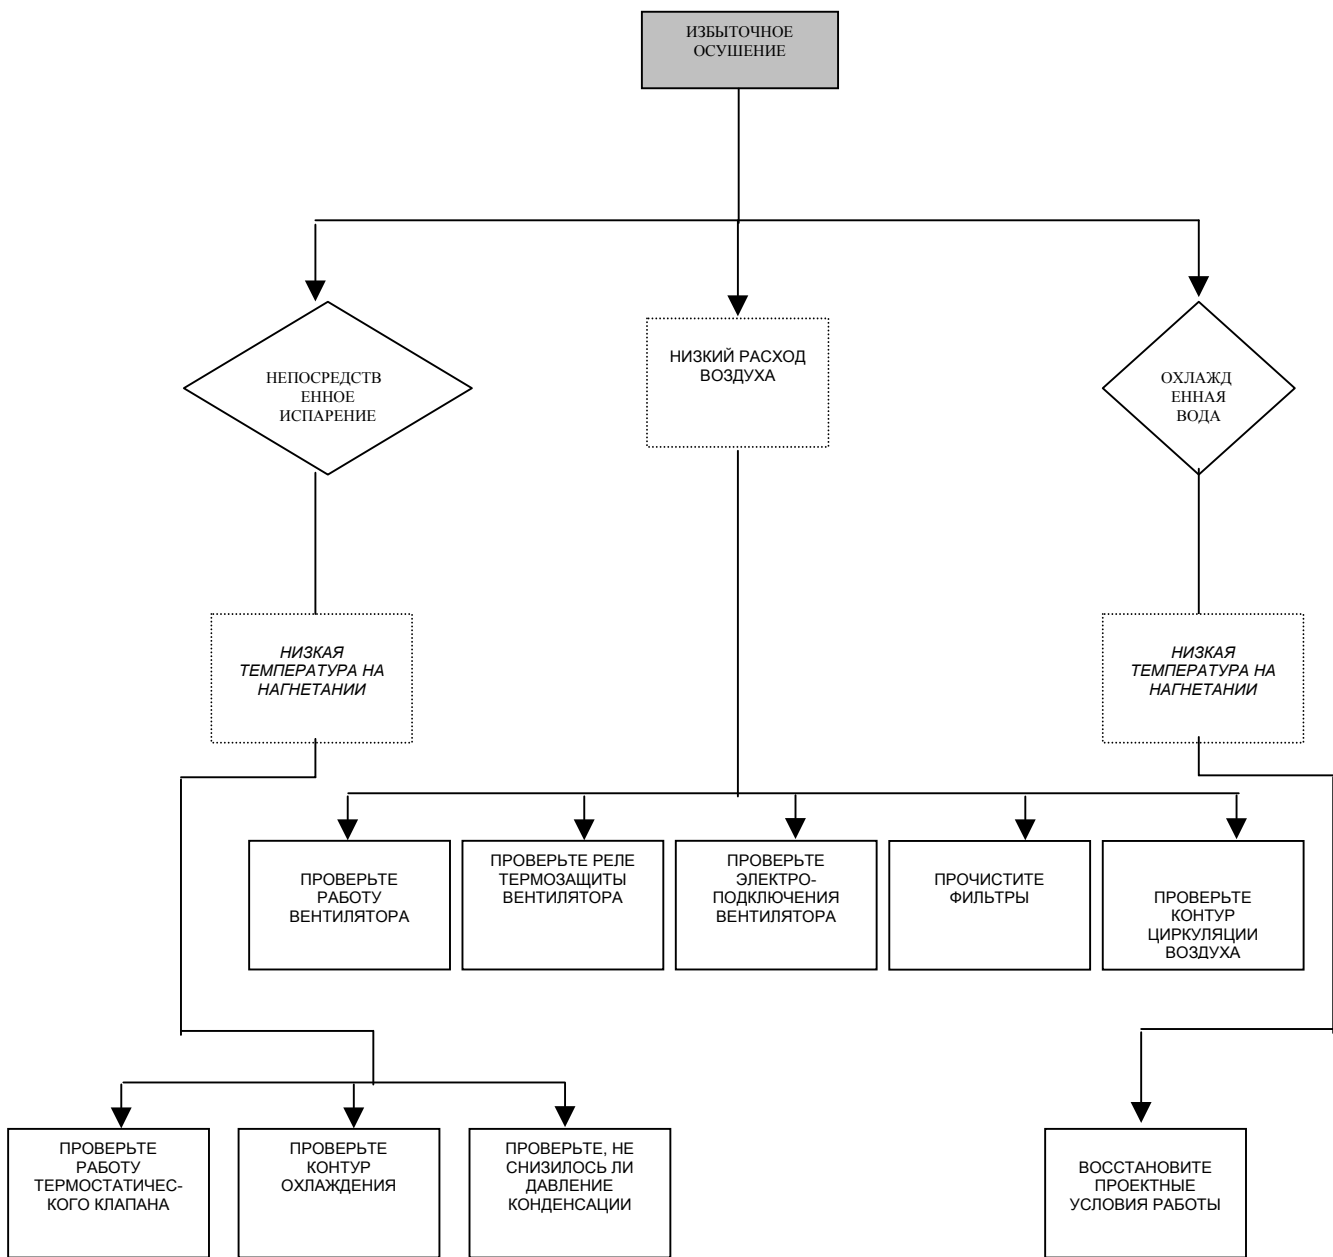 ИЗБЫТОЧНОЕ
ОСУШЕНИЕ
НЕПОСРЕДСТВ
ЕННОЕ
ИСПАРЕНИЕ
НИЗКИЙ РАСХОД
ВОЗДУХА
ОХЛАЖД
ЕННАЯ
ВОДА
НИЗКАЯ
ТЕМПЕРАТУРА НА
НАГНЕТАНИИ
НИЗКАЯ
ТЕМПЕРАТУРА НА
НАГНЕТАНИИ
ПРОВЕРЬТЕ
РАБОТУ
ВЕНТИЛЯТОРА
ПРОВЕРЬТЕ РЕЛЕ
ТЕРМОЗАЩИТЫ
ВЕНТИЛЯТОРА
ПРОВЕРЬТЕ
ЭЛЕКТРО-
ПОДКЛЮЧЕНИЯ
ВЕНТИЛЯТОРА
ПРОЧИСТИТЕ
ФИЛЬТРЫ
ПРОВЕРЬТЕ
КОНТУР
ЦИРКУЛЯЦИИ
ВОЗДУХА
ПРОВЕРЬТЕ
РАБОТУ
ТЕРМОСТАТИЧЕС-
КОГО КЛАПАНА
ПРОВЕРЬТЕ
КОНТУР
ОХЛАЖДЕНИЯ
ПРОВЕРЬТЕ, НЕ
СНИЗИЛОСЬ ЛИ
ДАВЛЕНИЕ
КОНДЕНСАЦИИ
ВОССТАНОВИТЕ
ПРОЕКТНЫЕ
УСЛОВИЯ РАБОТЫ